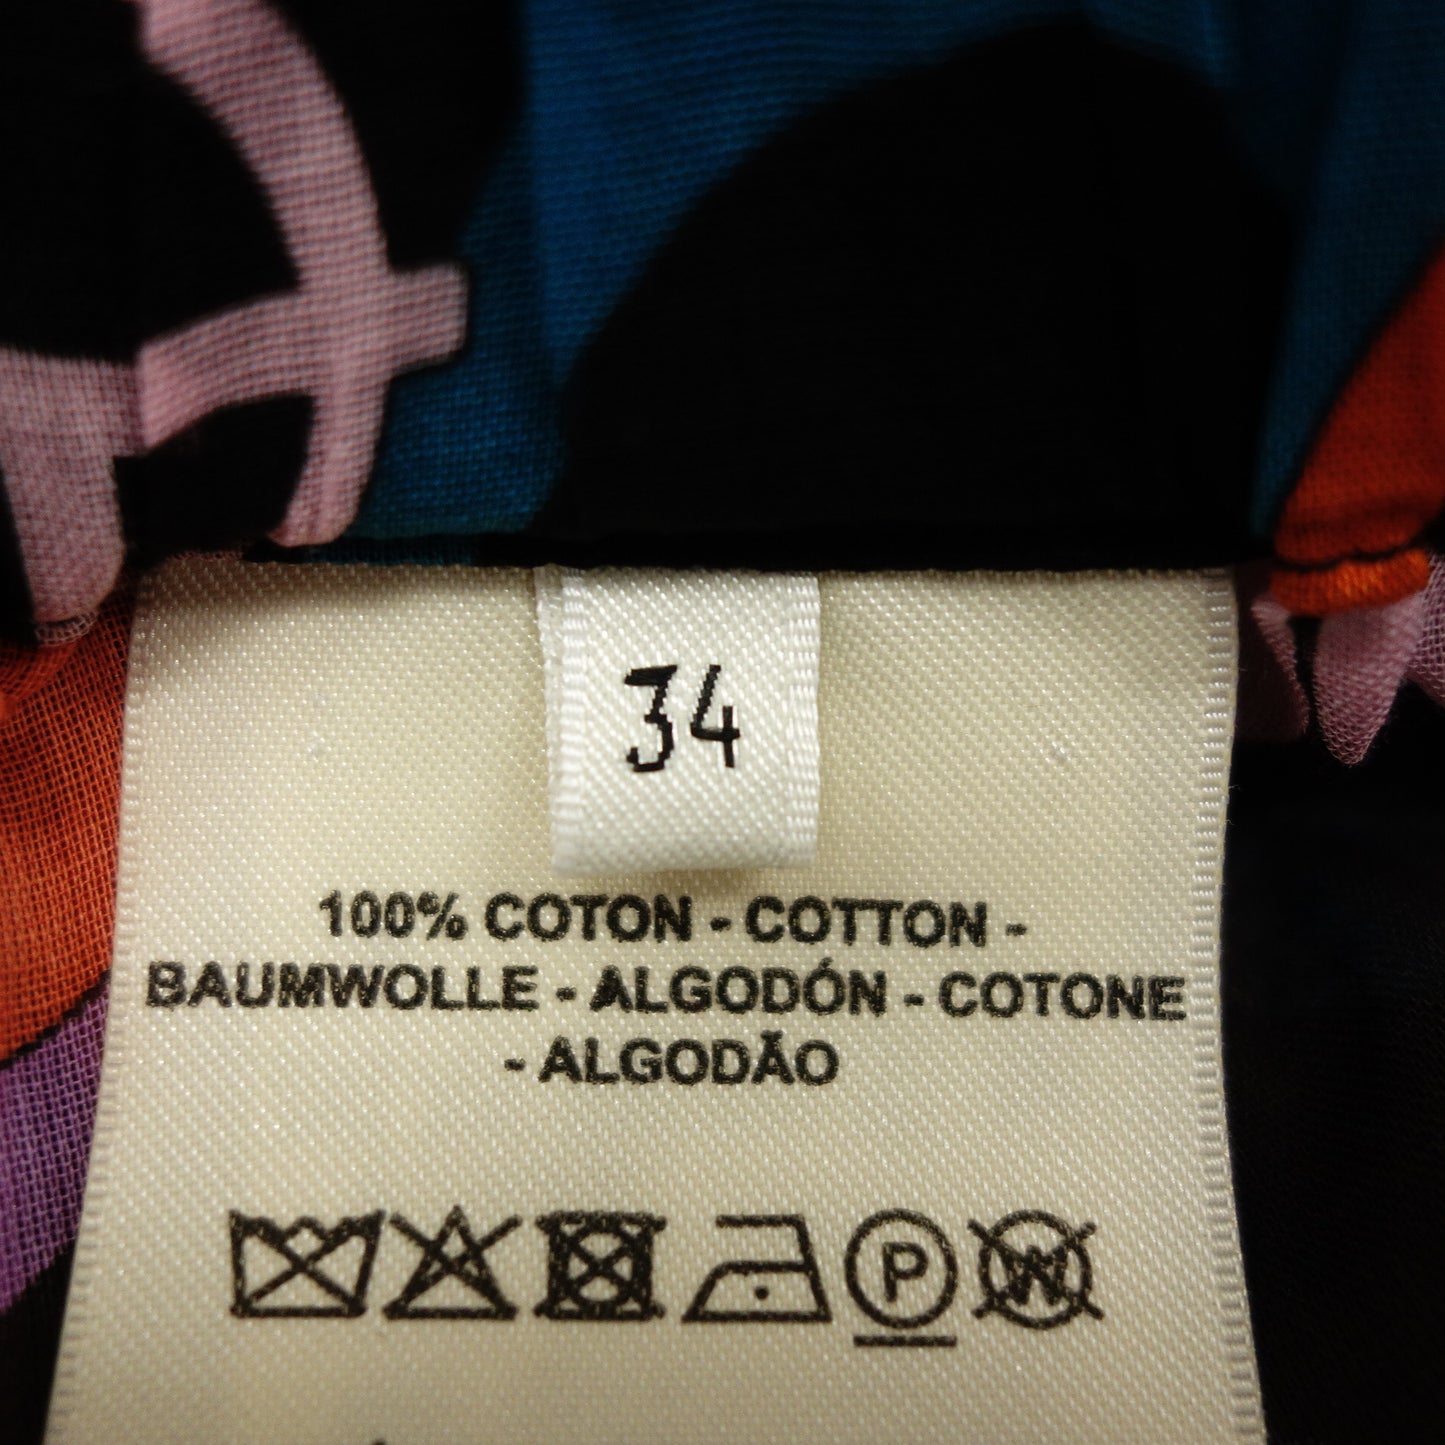 34
100% COTON - COTTON -
BAUMWOLLE - ALGODÓN - COTONE
- ALGODÃO
P W